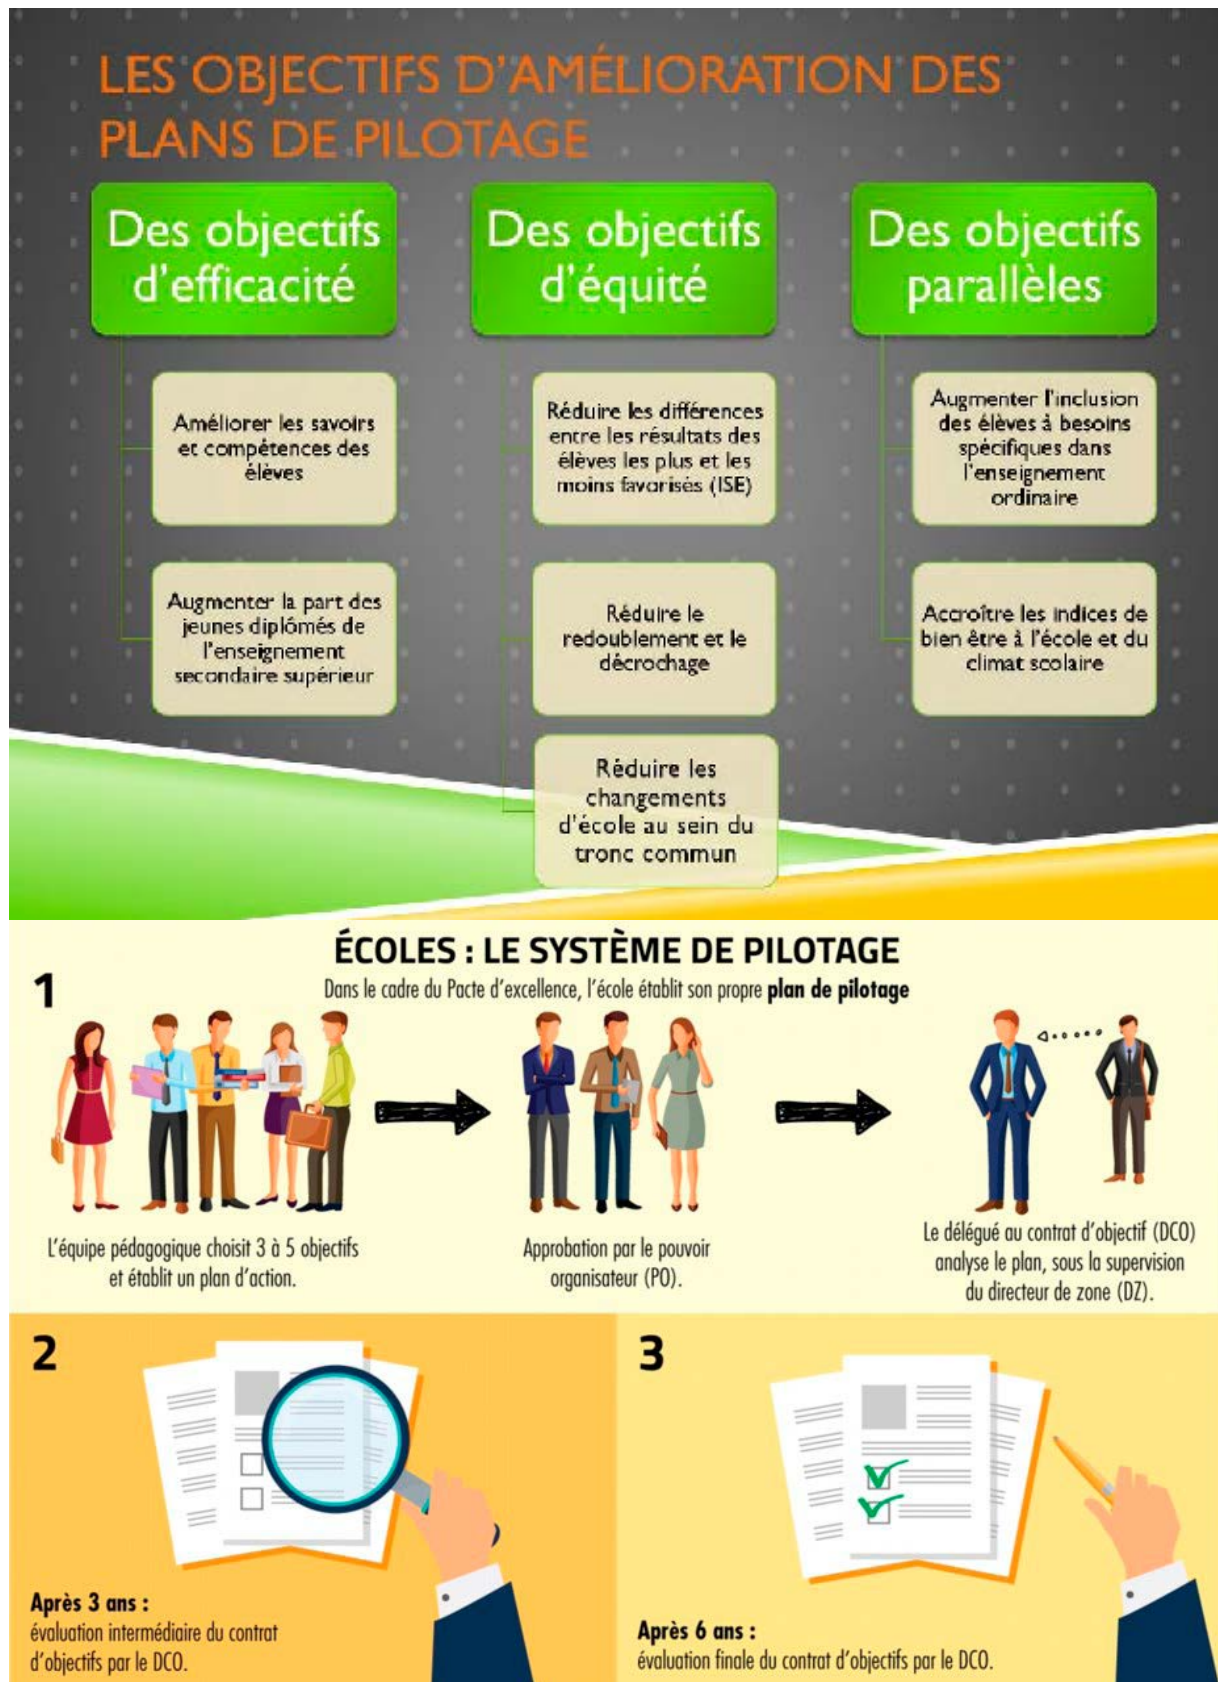 LES OBJECTIFS D'AMÉLIORATION DES
PLANS DE PILOTAGE
Des objectifs
d'efficacité
Améliorer les savoirs
et compétences des
élèves
Augmenter la part des
jeunes diplómés de
l'enseignement
secondaire supérieur
Des objectifs
d'équité
Réduire les différences
entre les résultats des
élèves les plus et les
moins favorisés (ISE)
Réduire le
redoublement et le
décrochage
Réduire les
changements
d'école au sein du
tronc commun
Des objectifs
parallèles
Augmenter l'inclusion
des élèves à besoins
spécifiques dans
l'enseignement
ordinaire
Accroître les indices de
bien être à l'école et du
climat scolaire
ÉCOLES : LE SYSTÈME DE PILOTAGE
Dans le cadre du Pacte d'excellence, l'école établit son propre plan de pilotage
1
L'équipe pédagogique choisit 3 à 5 objectifs
et établit un plan d'action.
Approbation par le pouvoir
organisateur (PO).
Le délégué au contrat d'objectif (DCO)
analyse le plan, sous la supervision
du directeur de zone (DZ).
2
Après 3 ans :
évaluation intermédiaire du contrat
d'objectifs par le DCO.
3
Après 6 ans :
évaluation finale du contrat d'objectifs par le DCO.